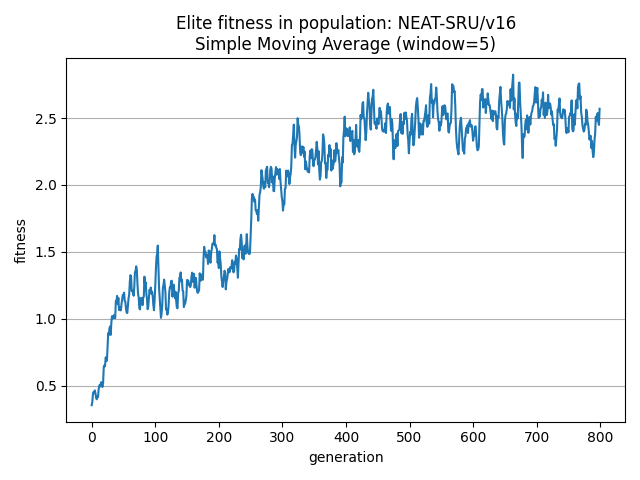 Elite fitness in population: NEAT-SRU/v16
Simple Moving Average (window=5)
fitness
2.5
2.0
1.5
1.0
0.5
0 100 200 300 400 500 600 700 800
generation